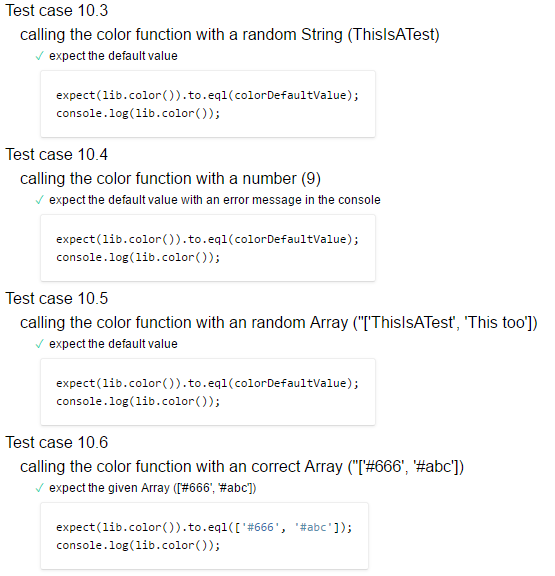 Test case 10.3
calling the color function with a random String (ThisIsATest)
✓ expect the default value
expect(lib.color()).to.eql(colorDefaultValue);
console.log(lib.color());
Test case 10.4
calling the color function with a number (9)
✓ expect the default value with an error message in the console
expect(lib.color()).to.eql(colorDefaultValue);
console.log(lib.color());
Test case 10.5
calling the color function with an random Array ("['ThisIsATest', 'This too'])
✓ expect the default value
expect(lib.color()).to.eql(colorDefaultValue);
console.log(lib.color());
Test case 10.6
calling the color function with an correct Array ("['#666', '#abc'])
✓ expect the given Array (['#666', '#abc'])
expect(lib.color()).to.eql(['#666', '#abc']);
console.log(lib.color());